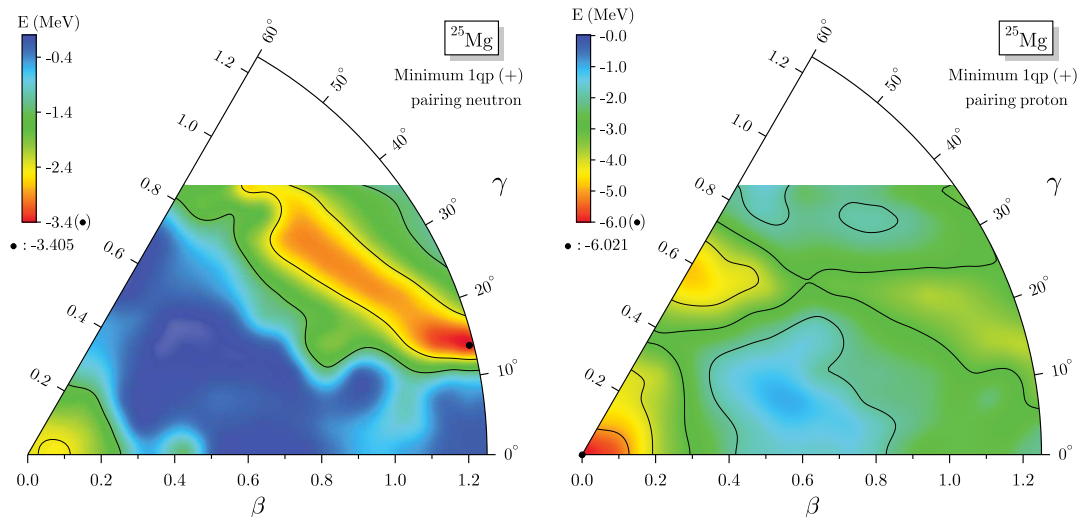 E (MeV)
-0.4
-1.4
-2.4
-3.4(●)
● : -3.405
²⁵Mg
Minimum 1qp (+)
pairing neutron
60°
50°
40°
30°
20°
10°
0°
γ
1.2
1.0
0.8
0.6
0.4
0.2
0.0 0.2 0.4 0.6 0.8 1.0 1.2
β
E (MeV)
-0.0
-1.0
-2.0
-3.0
-4.0
-5.0
-6.0(●)
● : -6.021
²⁵Mg
Minimum 1qp (+)
pairing proton
60°
50°
40°
30°
20°
10°
0°
γ
1.2
1.0
0.8
0.6
0.4
0.2
0.0 0.2 0.4 0.6 0.8 1.0 1.2
β